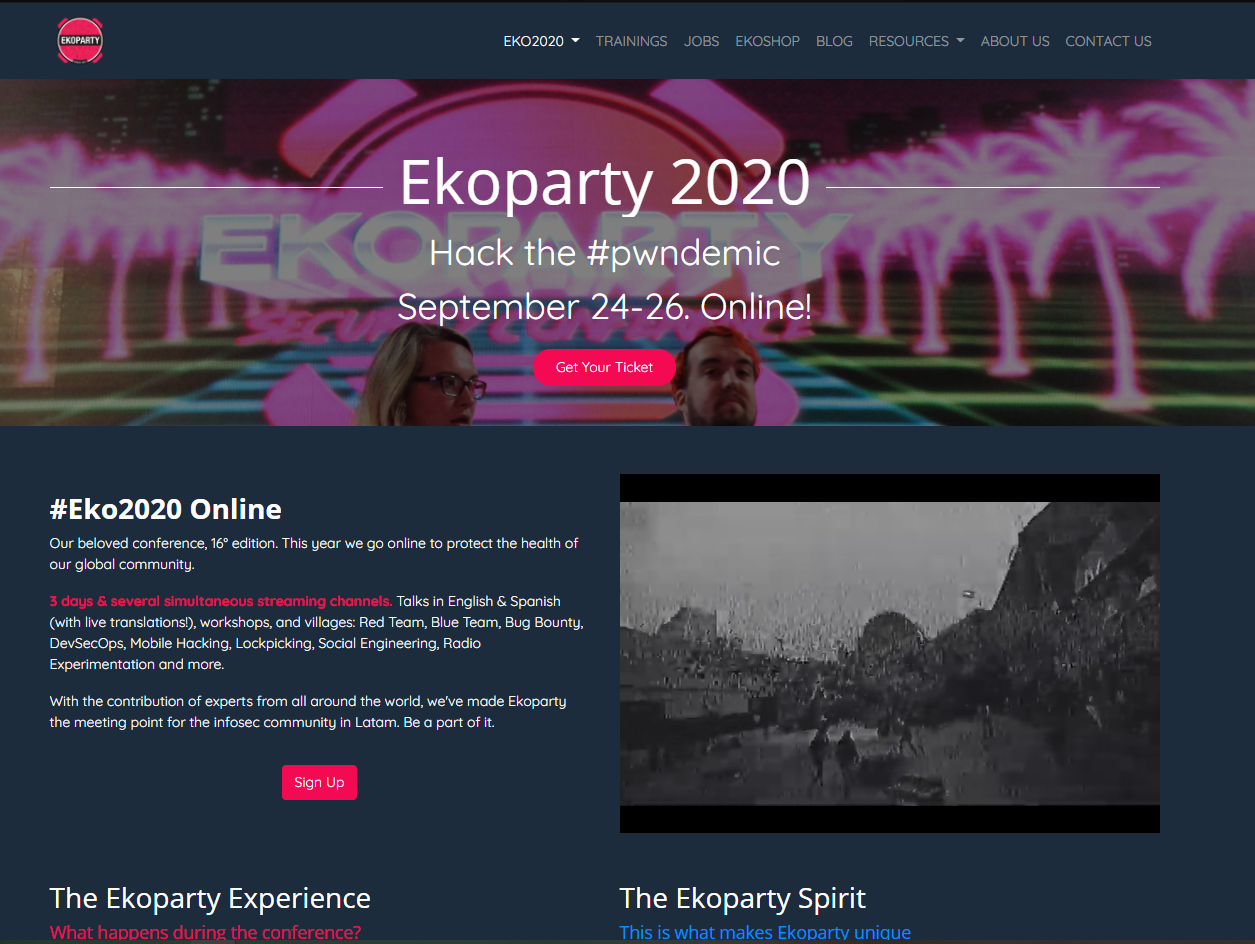 EKOPARTY
EKO2020 TRAININGS JOBS EKOSHOP BLOG RESOURCES ABOUT US CONTACT US
Ekoparty 2020
EKOPARTY
Hack the #pwndemic
SECURITY CONFERENCE
September 24-26. Online!
Get Your Ticket
#Eko2020 Online
Our beloved conference, 16° edition. This year we go online to protect the health of
our global community.
3 days & several simultaneous streaming channels. Talks in English & Spanish
(with live translations!), workshops, and villages: Red Team, Blue Team, Bug Bounty,
DevSecOps, Mobile Hacking, Lockpicking, Social Engineering, Radio
Experimentation and more.
With the contribution of experts from all around the world, we've made Ekoparty
the meeting point for the infosec community in Latam. Be a part of it.
Sign Up
The Ekoparty Experience
What happens during the conference?
The Ekoparty Spirit
This is what makes Ekoparty unique